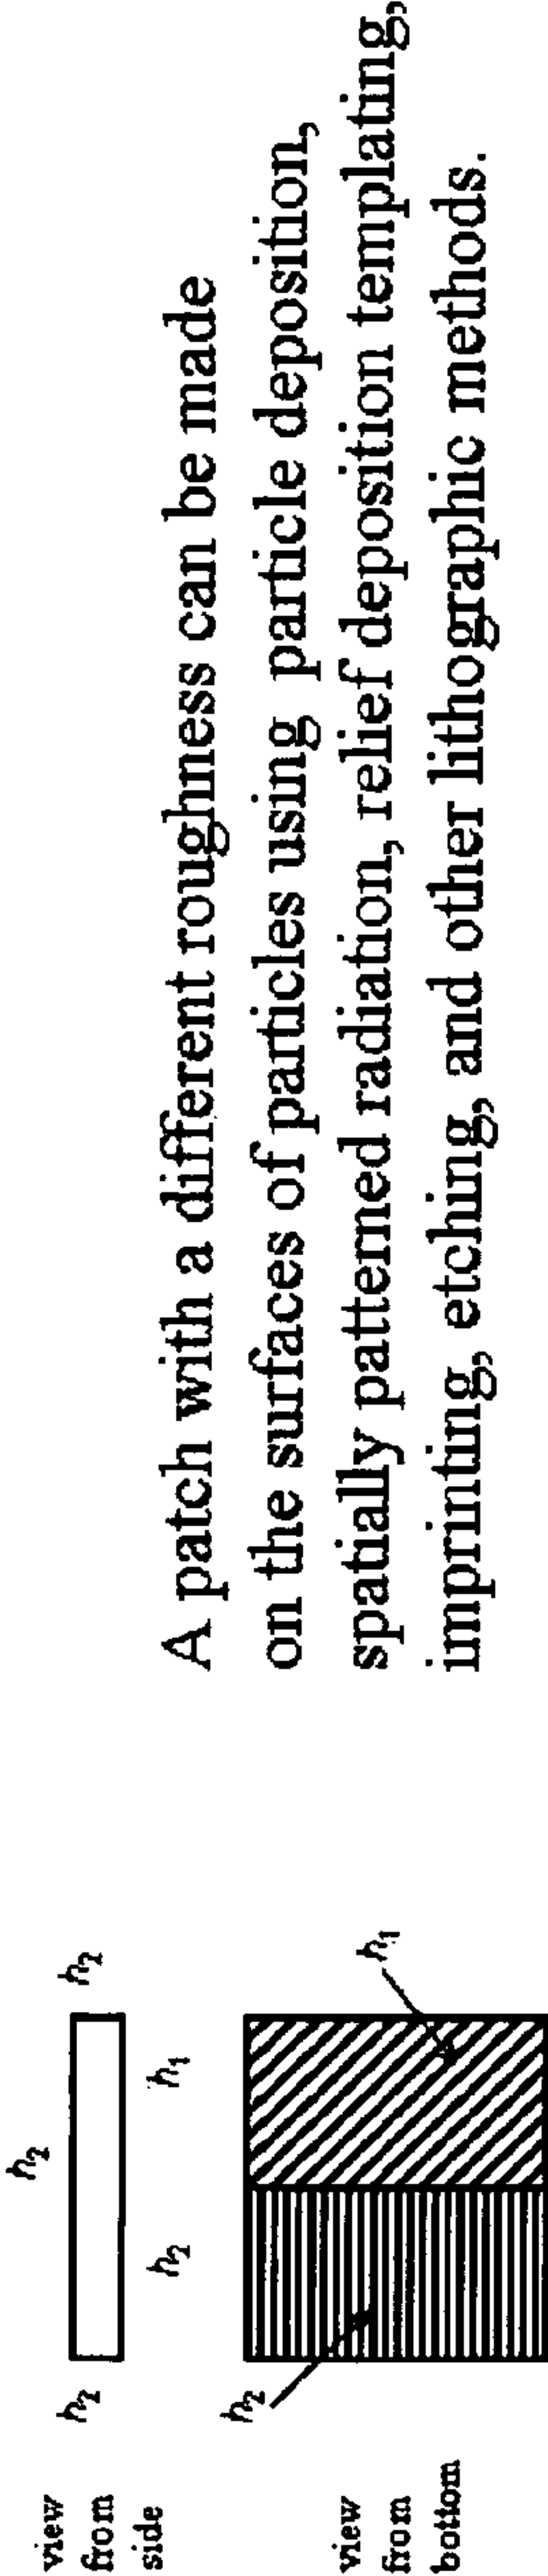 view
from
side
h₂
h₂
h₂
h₂
h₁
view
from
bottom
h₂
h₁
A patch with a different roughness can be made
on the surfaces of particles using particle deposition,
spatially patterned radiation, relief deposition templating,
imprinting, etching, and other lithographic methods.